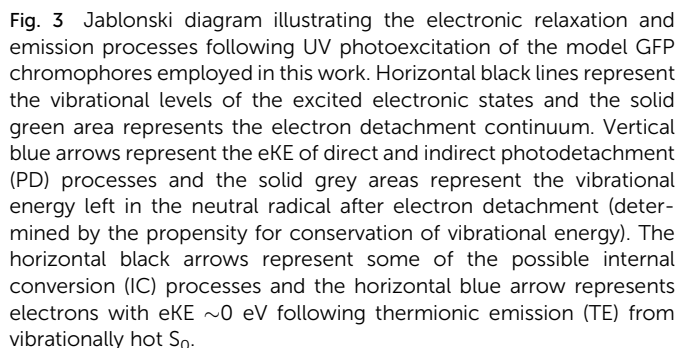 Fig. 3 Jablonski diagram illustrating the electronic relaxation and
emission processes following UV photoexcitation of the model GFP
chromophores employed in this work. Horizontal black lines represent
the vibrational levels of the excited electronic states and the solid
green area represents the electron detachment continuum. Vertical
blue arrows represent the eKE of direct and indirect photodetachment
(PD) processes and the solid grey areas represent the vibrational
energy left in the neutral radical after electron detachment (deter-
mined by the propensity for conservation of vibrational energy). The
horizontal black arrows represent some of the possible internal
conversion (IC) processes and the horizontal blue arrow represents
electrons with eKE ~0 eV following thermionic emission (TE) from
vibrationally hot S₀.